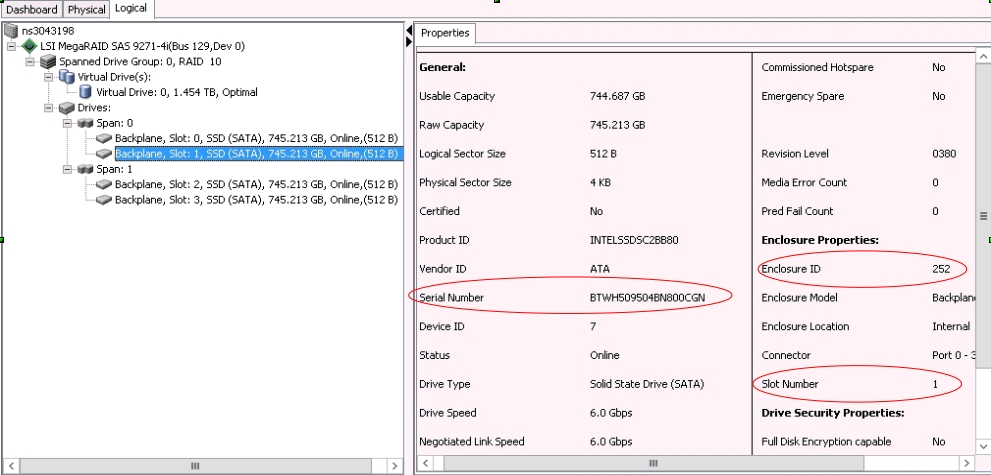 Dashboard Physical Logical
ns3043198
LSI MegaRAID SAS 9271-4i(Bus 129,Dev 0)
Spanned Drive Group: 0, RAID 10
Virtual Drive(s):
Virtual Drive: 0, 1.454 TB, Optimal
Drives:
Span: 0
Backplane, Slot: 0, SSD (SATA), 745.213 GB, Online,(512 B)
Backplane, Slot: 1, SSD (SATA), 745.213 GB, Online,(512 B)
Span: 1
Backplane, Slot: 2, SSD (SATA), 745.213 GB, Online,(512 B)
Backplane, Slot: 3, SSD (SATA), 745.213 GB, Online,(512 B)
Properties
General:
Usable Capacity 744.687 GB
Raw Capacity 745.213 GB
Logical Sector Size 512 B
Physical Sector Size 4 KB
Certified No
Product ID INTELSSDSC2BB80
Vendor ID ATA
Serial Number BTWH509504BN800CGN
Device ID 7
Status Online
Drive Type Solid State Drive (SATA)
Drive Speed 6.0 Gbps
Negotiated Link Speed 6.0 Gbps
Commissioned Hotspare No
Emergency Spare No
Revision Level 0380
Media Error Count 0
Pred Fail Count 0
Enclosure Properties:
Enclosure ID 252
Enclosure Model Backplan
Enclosure Location Internal
Connector Port 0 - 3
Slot Number 1
Drive Security Properties:
Full Disk Encryption capable No